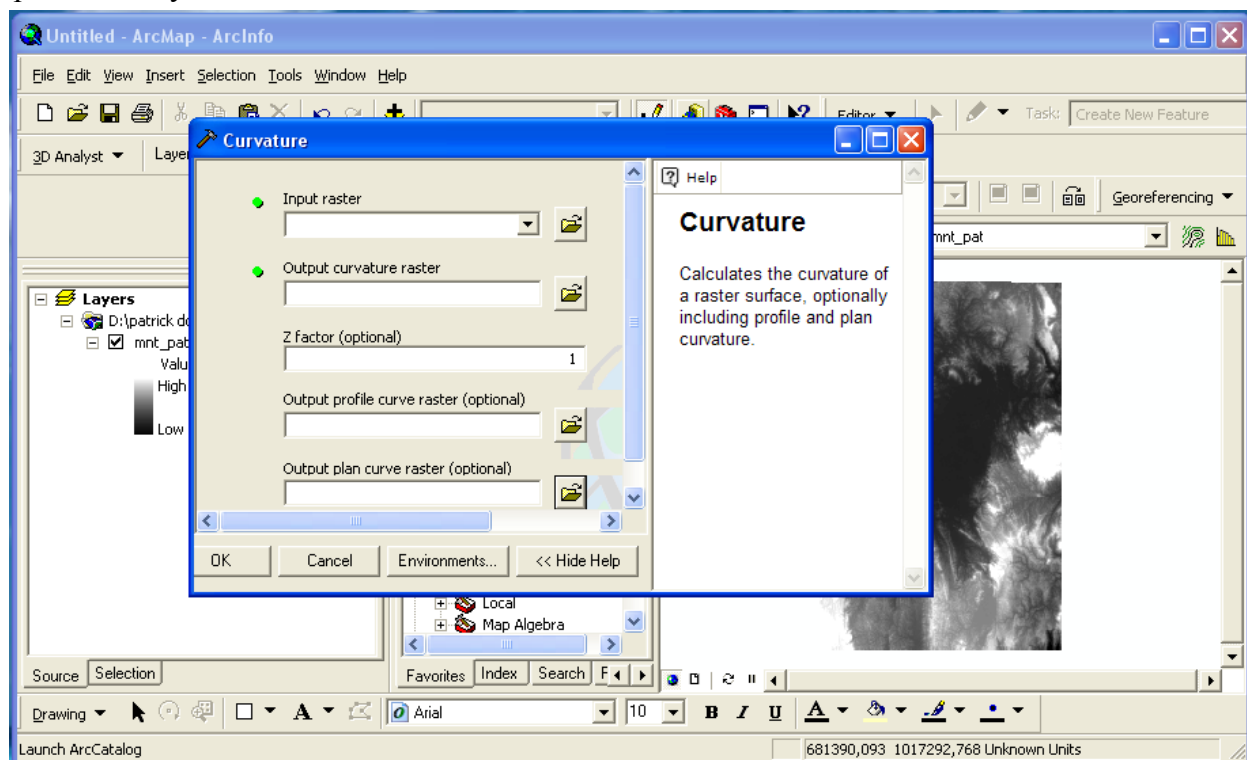 Untitled - ArcMap - ArcInfo
File Edit View Insert Selection Tools Window Help
Editor
Task: Create New Feature
3D Analyst Laye
Georeferencing
mnt_pat
Layers
D:\patrick do
mnt_pat
Valu
High
Low
Curvature
Input raster
Output curvature raster
Z factor (optional)
1
Output profile curve raster (optional)
Output plan curve raster (optional)
OK Cancel Environments... << Hide Help
Help
Curvature
Calculates the curvature of
a raster surface, optionally
including profile and plan
curvature.
Local
Map Algebra
Source Selection
Favorites Index Search F
Drawing A Arial 10 B I U A
Launch ArcCatalog
681390,093 1017292,768 Unknown Units